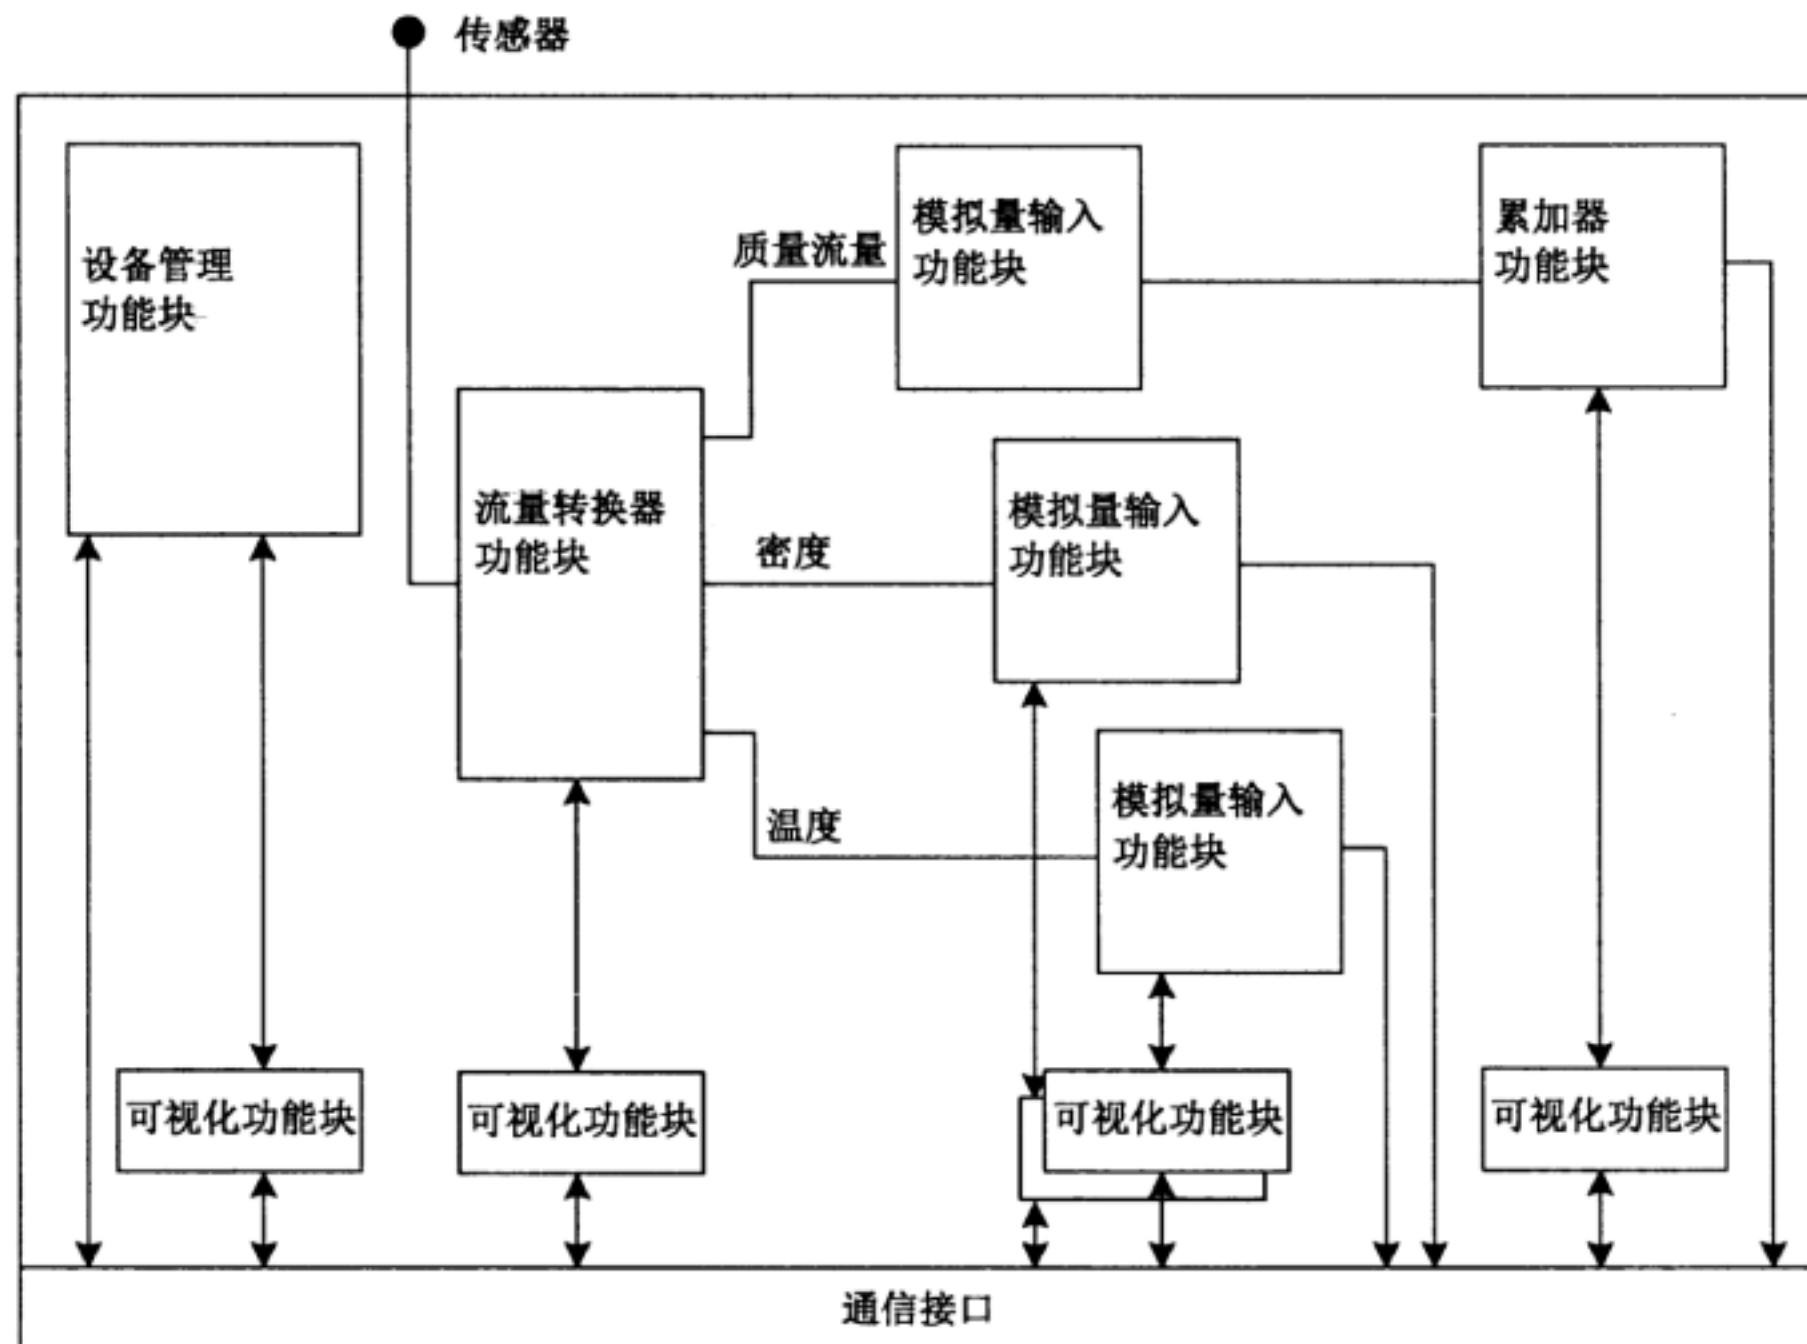 传感器
设备管理
功能块
质量流量
模拟量输入
功能块
累加器
功能块
流量转换器
功能块
密度
模拟量输入
功能块
温度
模拟量输入
功能块
可视化功能块
可视化功能块
可视化功能块
可视化功能块
通信接口